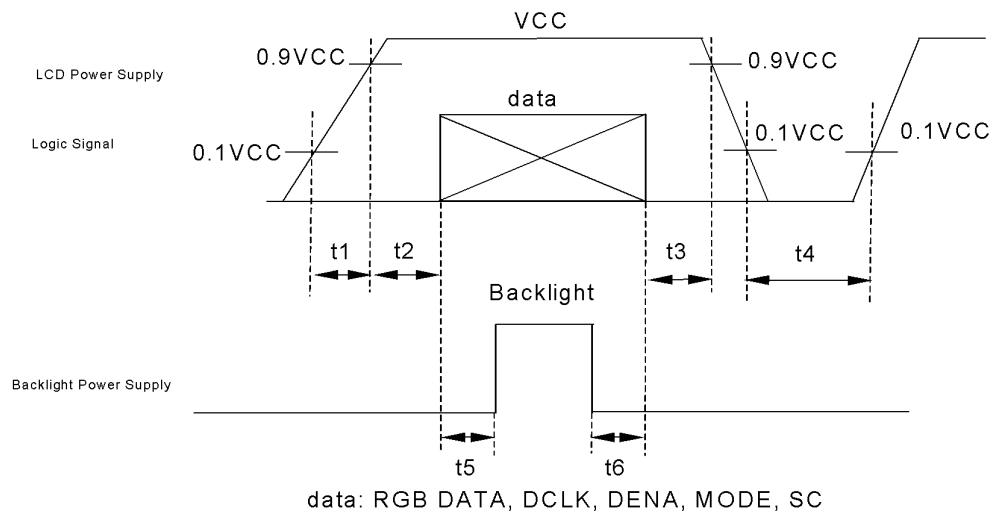 VCC
0.9VCC
0.9VCC
LCD Power Supply
data
Logic Signal
0.1VCC
0.1VCC
0.1VCC
t1
t2
t3
t4
Backlight
Backlight Power Supply
t5
t6
data: RGB DATA, DCLK, DENA, MODE, SC